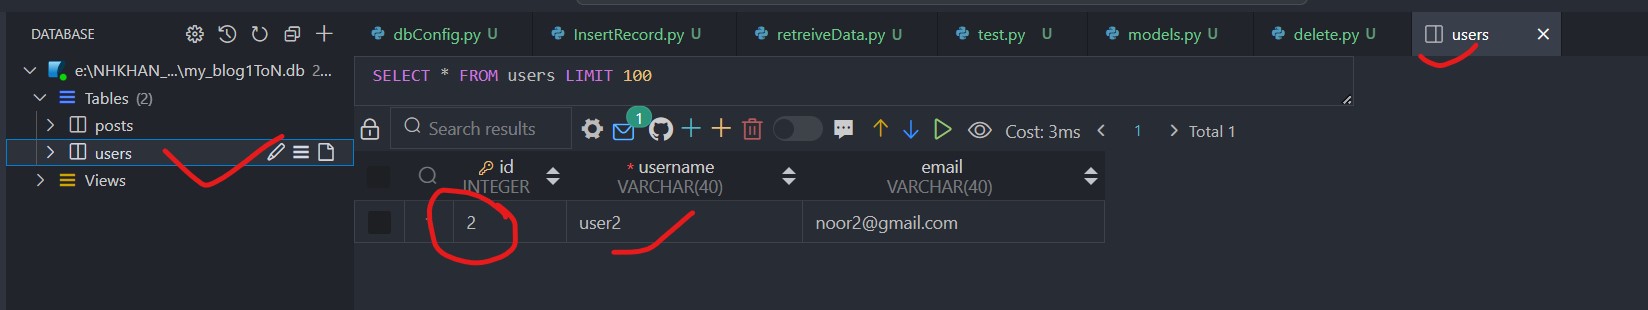 DATABASE
dbConfig.py U
InsertRecord.py U
retreiveData.py U
test.py U
models.py U
delete.py U
users
e:\NHKHAN_...\my_blog1ToN.db 2...
Tables (2)
posts
users
Views
SELECT * FROM users LIMIT 100
Search results
1
Cost: 3ms
1
Total 1
id
INTEGER
* username
VARCHAR(40)
email
VARCHAR(40)
2
user2
noor2@gmail.com